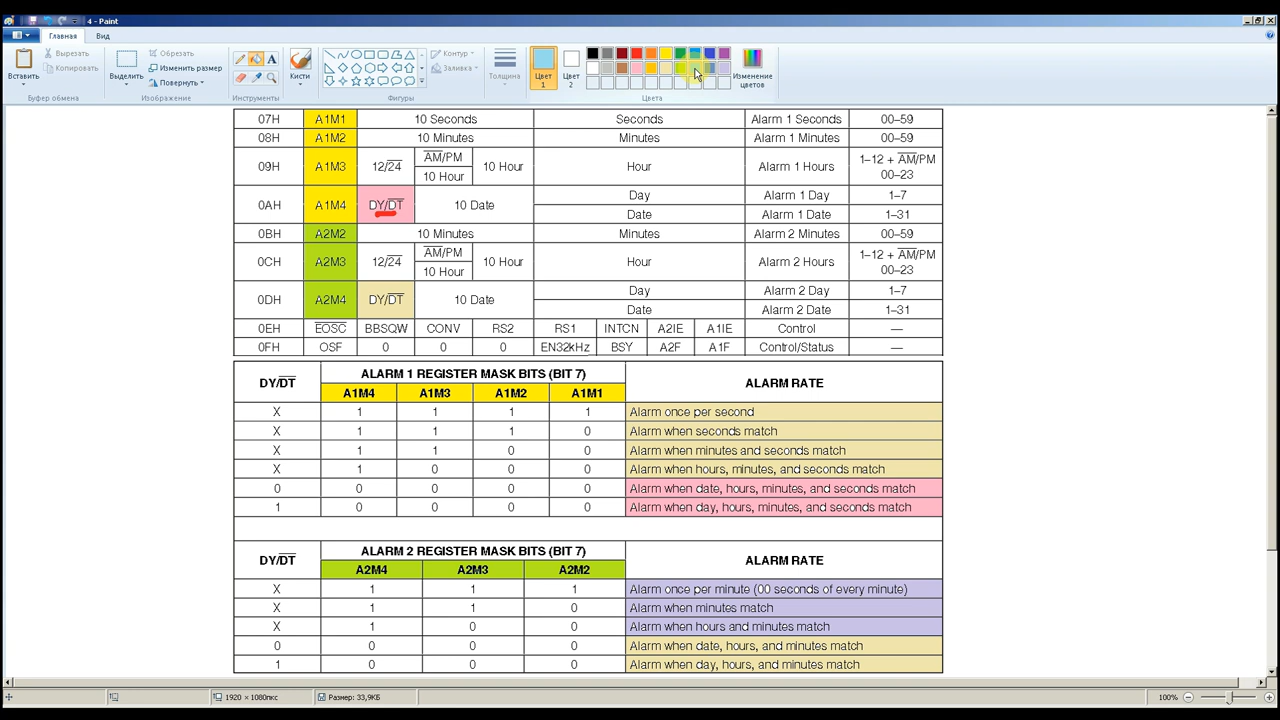 4 - Paint
Главная Вид
Вставить
Вырезать
Копировать
Буфер обмена
Выделить
Обрезать
Изменить размер
Повернуть
Изображение
Инструменты
Кисти
Фигуры
Контур
Заливка
Толщина
Цвет 1
Цвет 2
Изменение цветов
Цвета
07H A1M1 10 Seconds Seconds Alarm 1 Seconds 00–59
08H A1M2 10 Minutes Minutes Alarm 1 Minutes 00–59
09H A1M3 12/24 AM/PM 10 Hour 10 Hour Hour Alarm 1 Hours 1–12 + AM/PM 00–23
0AH A1M4 DY/DT 10 Date Day Alarm 1 Day 1–7
Date Alarm 1 Date 1–31
0BH A2M2 10 Minutes Minutes Alarm 2 Minutes 00–59
0CH A2M3 12/24 AM/PM 10 Hour 10 Hour Hour Alarm 2 Hours 1–12 + AM/PM 00–23
0DH A2M4 DY/DT 10 Date Day Alarm 2 Day 1–7
Date Alarm 2 Date 1–31
0EH EOSC BBSQW CONV RS2 RS1 INTCN A2IE A1IE Control —
0FH OSF 0 0 0 EN32kHz BSY A2F A1F Control/Status —
DY/DT ALARM 1 REGISTER MASK BITS (BIT 7) ALARM RATE
A1M4 A1M3 A1M2 A1M1
X 1 1 1 1 Alarm once per second
X 1 1 1 0 Alarm when seconds match
X 1 1 0 0 Alarm when minutes and seconds match
X 1 0 0 0 Alarm when hours, minutes, and seconds match
0 0 0 0 0 Alarm when date, hours, minutes, and seconds match
1 0 0 0 0 Alarm when day, hours, minutes, and seconds match
DY/DT ALARM 2 REGISTER MASK BITS (BIT 7) ALARM RATE
A2M4 A2M3 A2M2
X 1 1 1 Alarm once per minute (00 seconds of every minute)
X 1 1 0 Alarm when minutes match
X 1 0 0 Alarm when hours and minutes match
0 0 0 0 Alarm when date, hours, and minutes match
1 0 0 0 Alarm when day, hours, and minutes match
1920 × 1080пкс Размер: 33,9КБ 100%